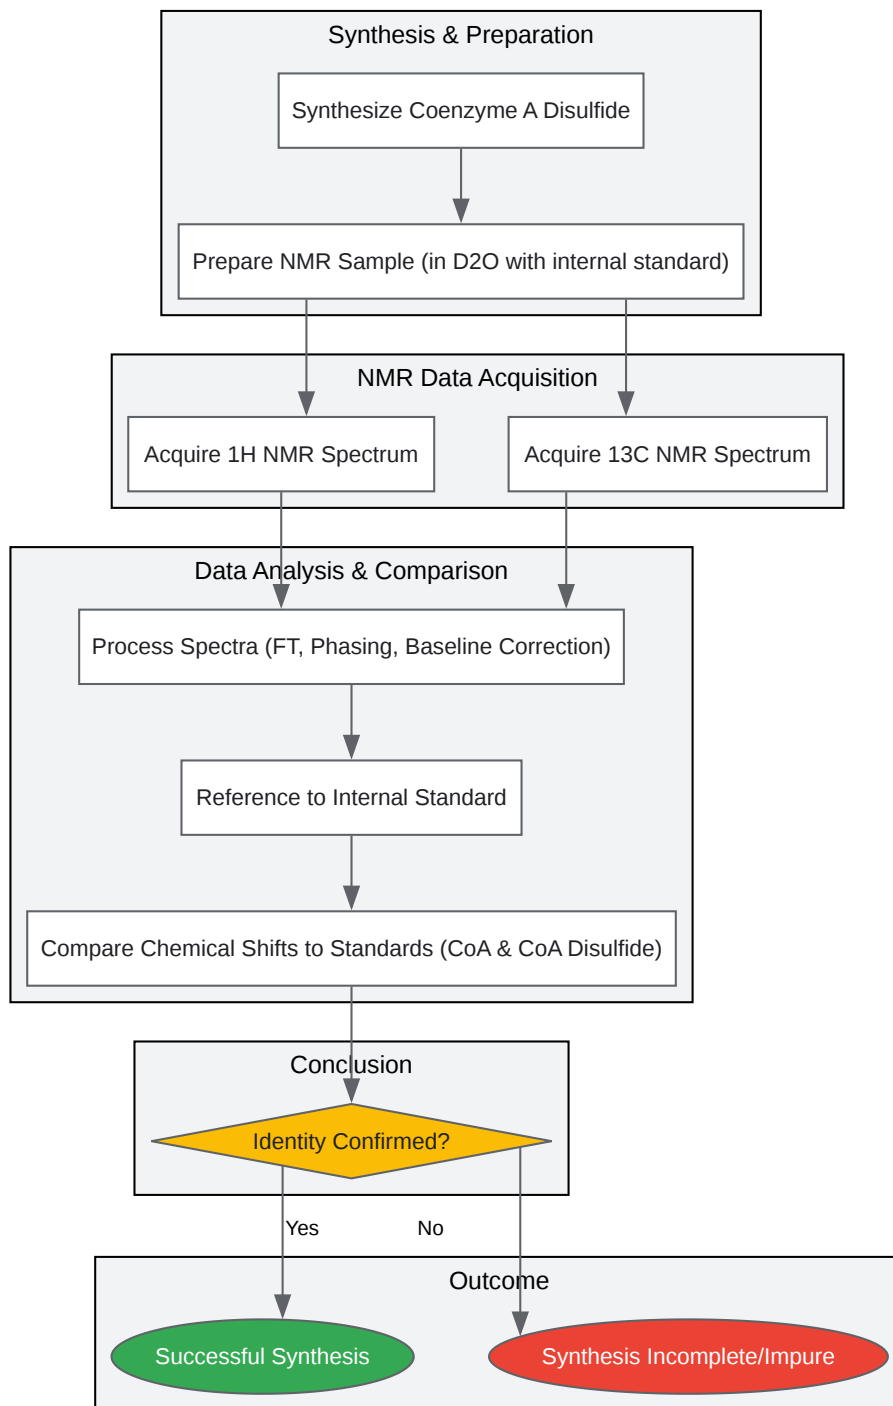 Synthesis & Preparation
Synthesize Coenzyme A Disulfide
Prepare NMR Sample (in D2O with internal standard)
NMR Data Acquisition
Acquire 1H NMR Spectrum
Acquire 13C NMR Spectrum
Data Analysis & Comparison
Process Spectra (FT, Phasing, Baseline Correction)
Reference to Internal Standard
Compare Chemical Shifts to Standards (CoA & CoA Disulfide)
Conclusion
Identity Confirmed?
Yes
No
Outcome
Successful Synthesis
Synthesis Incomplete/Impure